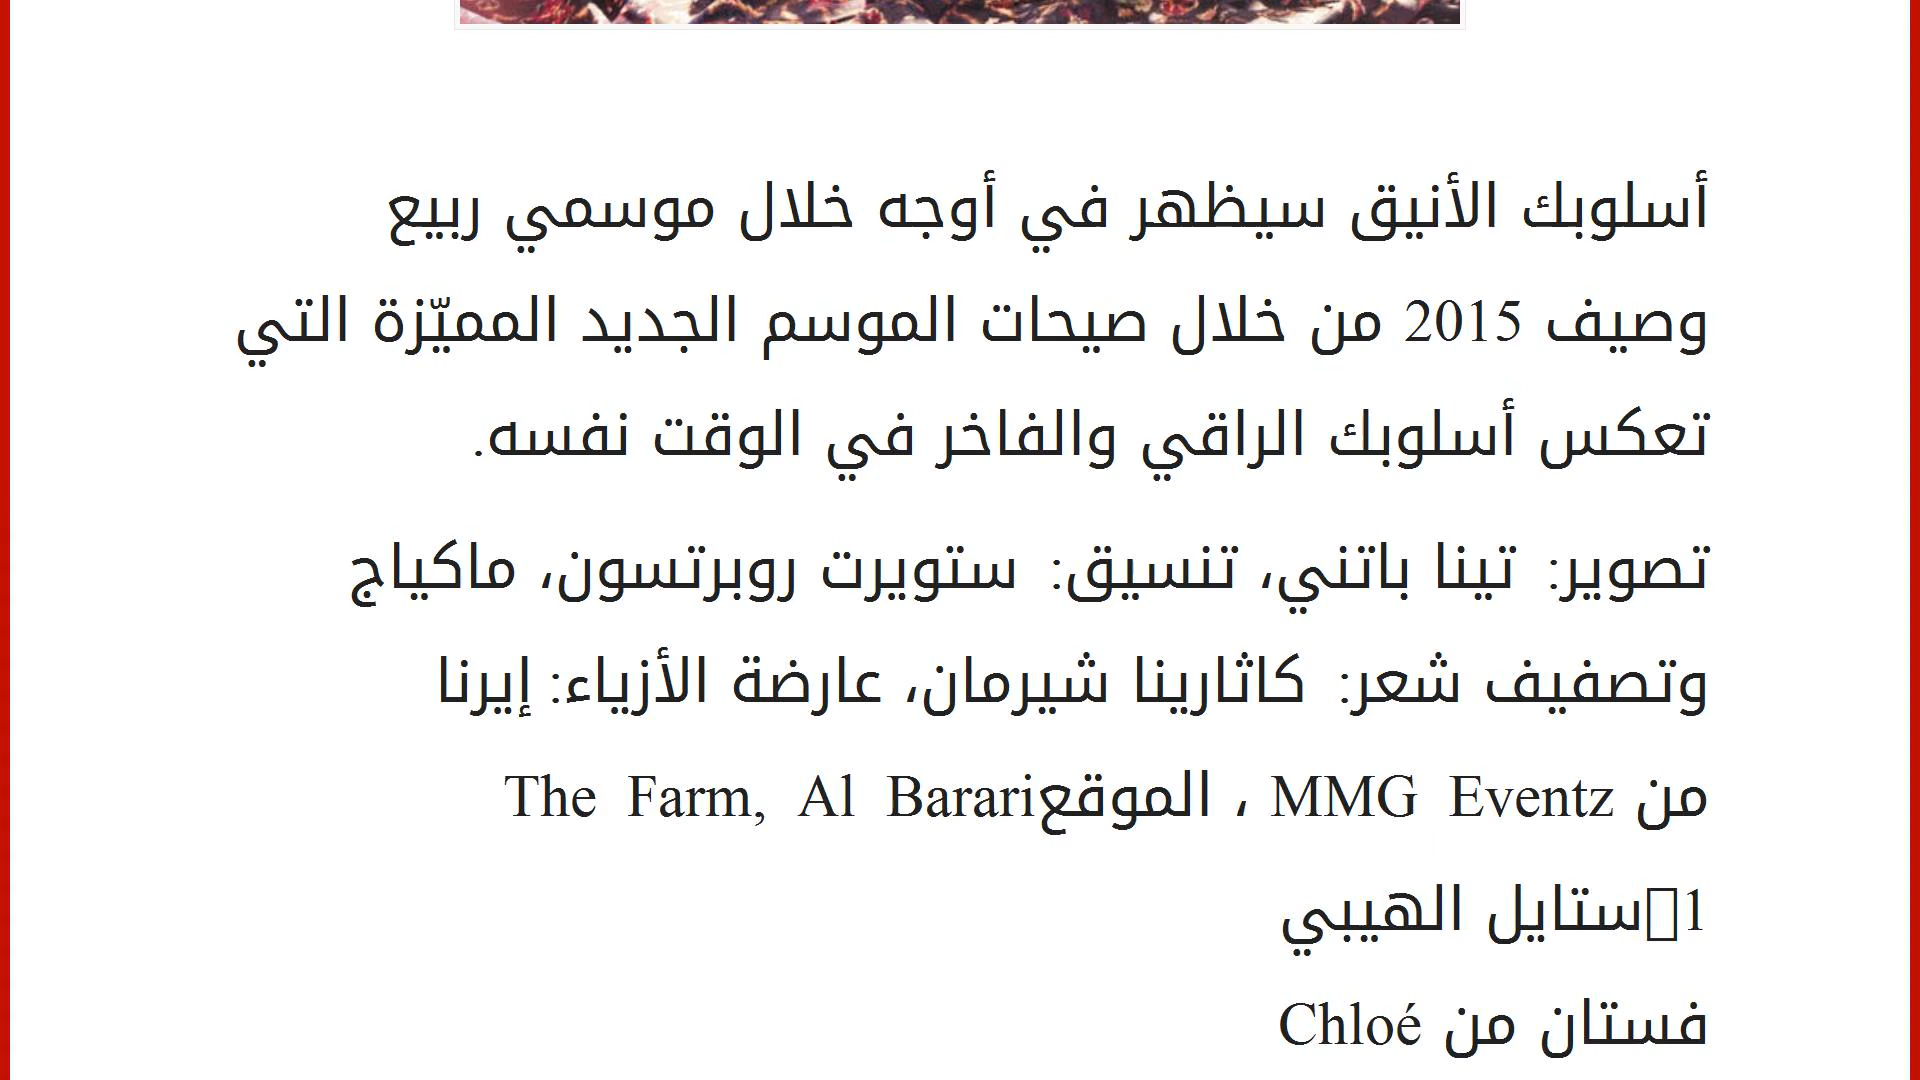 أسلوبك الأنيق سيظهر في أوجه خلال موسمي ربيع
وصيف 2015 من خلال صيحات الموسم الجديد المميّزة التي
تعكس أسلوبك الراقي والفاخر في الوقت نفسه.
تصوير: تينا باتني، تنسيق: ستويرت روبرتسون، ماكياج
وتصفيف شعر: كاثارينا شيرمان، عارضة الأزياء: إيرنا
من MMG Eventz ، الموقعThe Farm, Al Barari
1ستايل الهيبي
فستان من Chloé